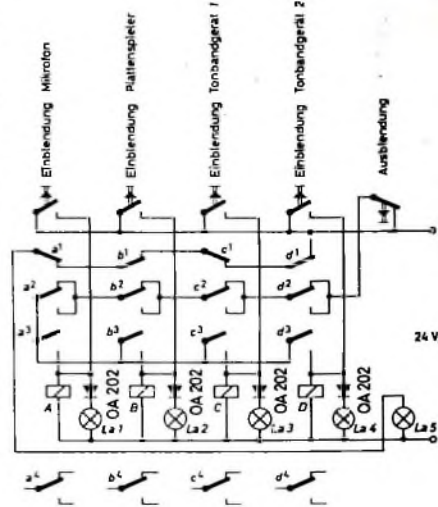 Einblendung Mikrofon
Einblendung Plattenspieler
Einblendung Tonbandgerät 1
Einblendung Tonbandgerät 2
Ausblendung
a¹ b¹ c¹ d¹
a² b² c² d²
a³ b³ c³ d³
24 V
A OA 202 B OA 202 C OA 202 D OA 202
La 1 La 2 La 3 La 4 La 5
a⁴ b⁴ c⁴ d⁴